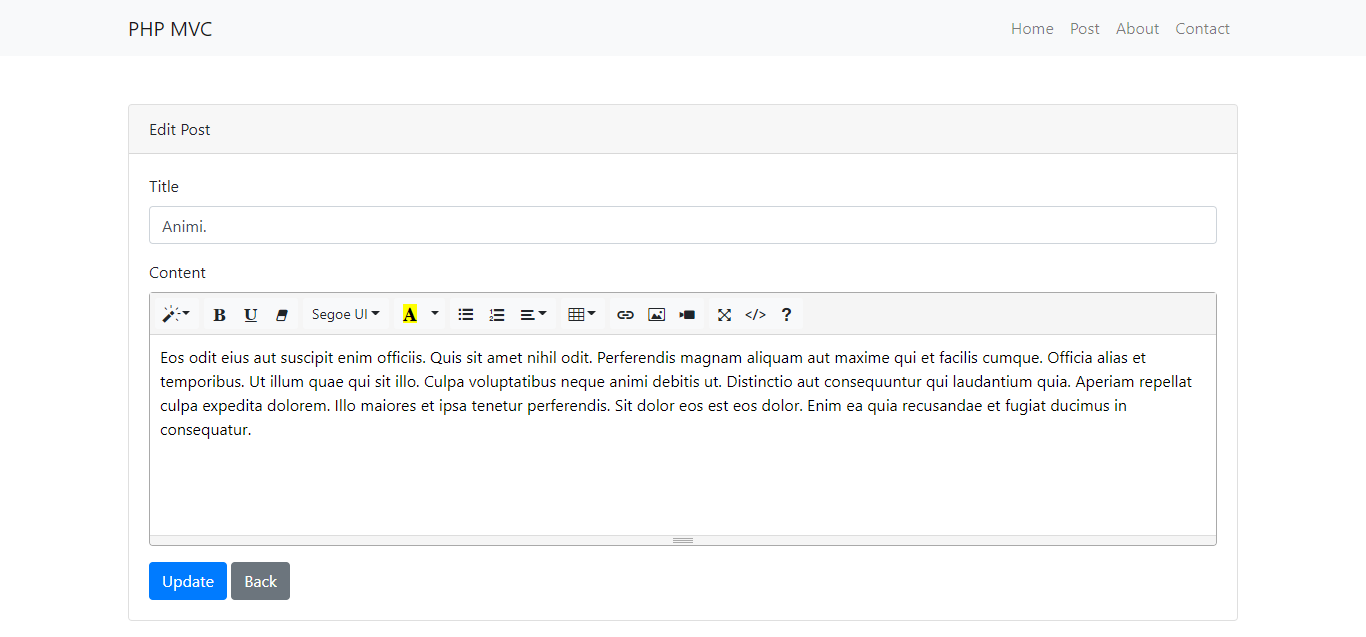 PHP MVC Home Post About Contact
Edit Post
Title
Animi.
Content
B U Segoe UI A </> ?
Eos odit eius aut suscipit enim officiis. Quis sit amet nihil odit. Perferendis magnam aliquam aut maxime qui et facilis cumque. Officia alias et
temporibus. Ut illum quae qui sit illo. Culpa voluptatibus neque animi debitis ut. Distinctio aut consequuntur qui laudantium quia. Aperiam repellat
culpa expedita dolorem. Illo maiores et ipsa tenetur perferendis. Sit dolor eos est eos dolor. Enim ea quia recusandae et fugiat ducimus in
consequatur.
Update Back